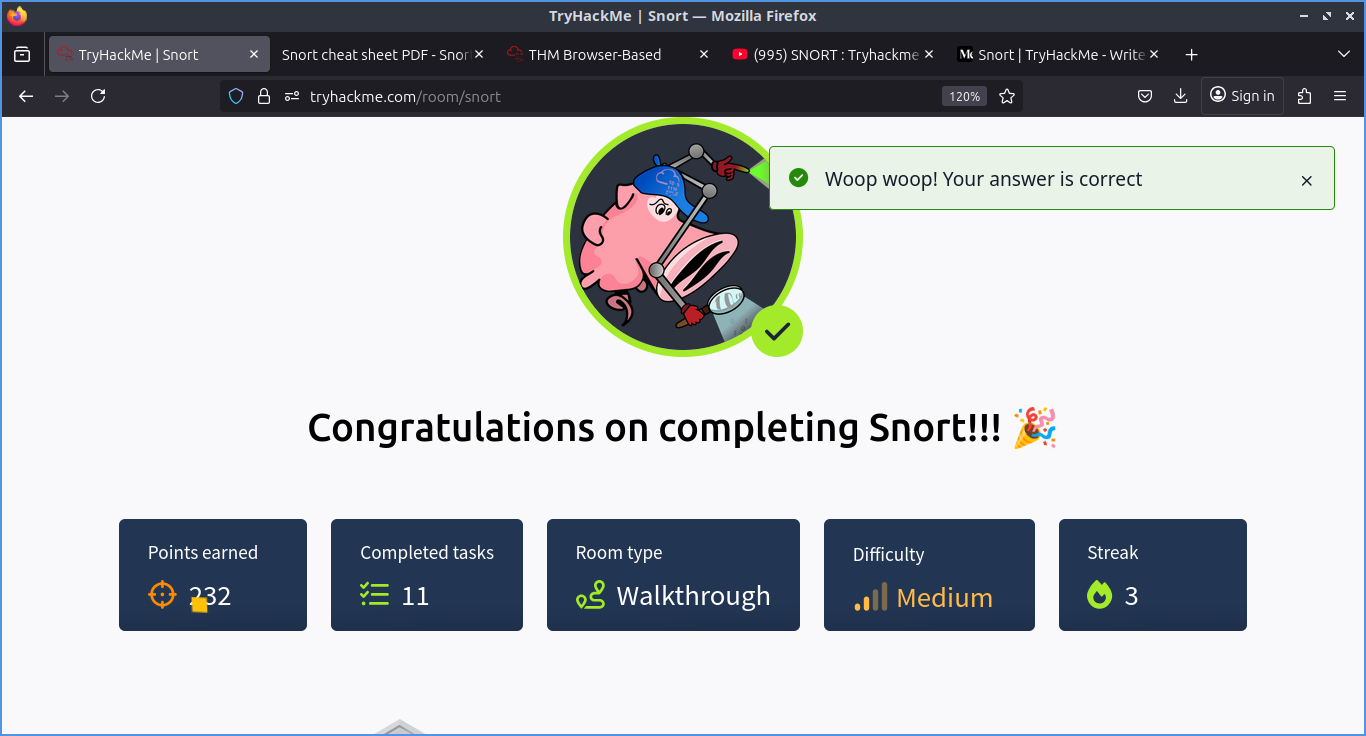 TryHackMe | Snort — Mozilla Firefox
TryHackMe | Snort
Snort cheat sheet PDF - Snor
THM Browser-Based
(995) SNORT : Tryhackme
Snort | TryHackMe - Write
tryhackme.com/room/snort
120%
Sign in
Woop woop! Your answer is correct
Congratulations on completing Snort!!! 🎉
Points earned
232
Completed tasks
11
Room type
Walkthrough
Difficulty
Medium
Streak
3